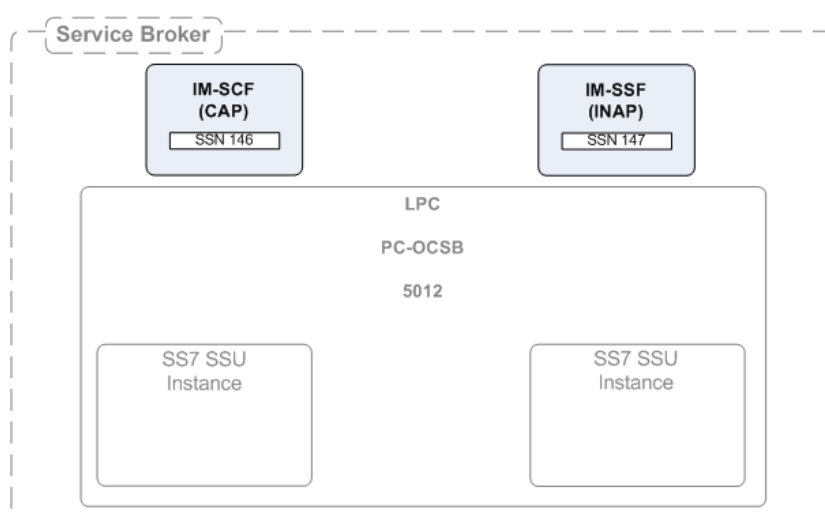 Service Broker
IM-SCF
(CAP)
SSN 146
IM-SSF
(INAP)
SSN 147
LPC
PC-OCSB
5012
SS7 SSU
Instance
SS7 SSU
Instance